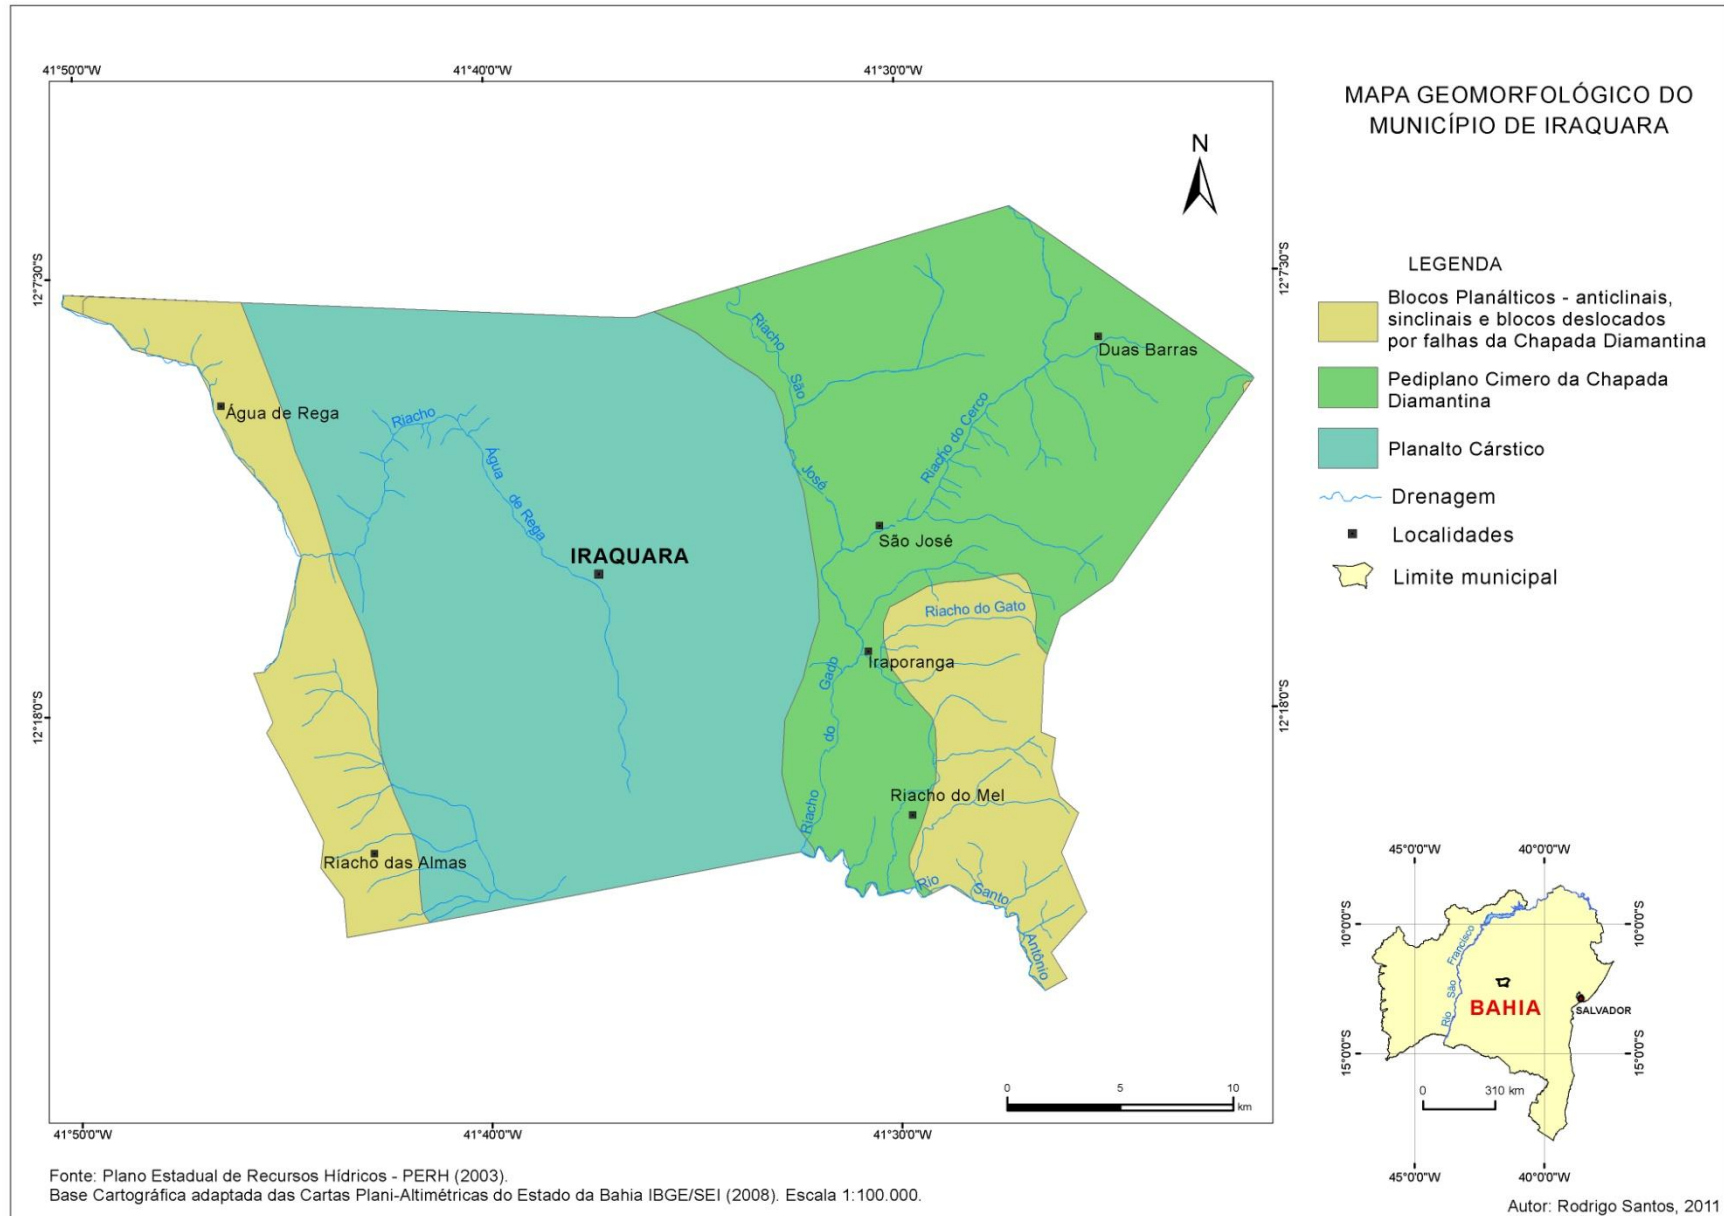 41°50'0"W
41°40'0"W
41°30'0"W
MAPA GEOMORFOLÓGICO DO
MUNICÍPIO DE IRAQUARA
N
12°7'30"S
12°7'30"S
LEGENDA
Blocos Planálticos - anticlinais,
sinclinais e blocos deslocados
por falhas da Chapada Diamantina
Pediplano Cimero da Chapada
Diamantina
Planalto Cárstico
Drenagem
Localidades
Limite municipal
Riacho
São
José
Duas Barras
Água de Rega
Riacho
Água
de Rega
Riacho do Cerco
São José
IRAQUARA
Riacho do Gato
Iraporanga
12°18'0"S
12°18'0"S
Riacho
do
Gado
Riacho do Mel
Riacho das Almas
Rio
Santo
Antônio
0
5
10
km
41°50'0"W
41°40'0"W
41°30'0"W
45°0'0"W
40°0'0"W
10°0'0"S
10°0'0"S
Rio São Francisco
BAHIA
SALVADOR
15°0'0"S
15°0'0"S
0
310 km
45°0'0"W
40°0'0"W
Fonte: Plano Estadual de Recursos Hídricos - PERH (2003).
Base Cartográfica adaptada das Cartas Plani-Altimétricas do Estado da Bahia IBGE/SEI (2008). Escala 1:100.000.
Autor: Rodrigo Santos, 2011